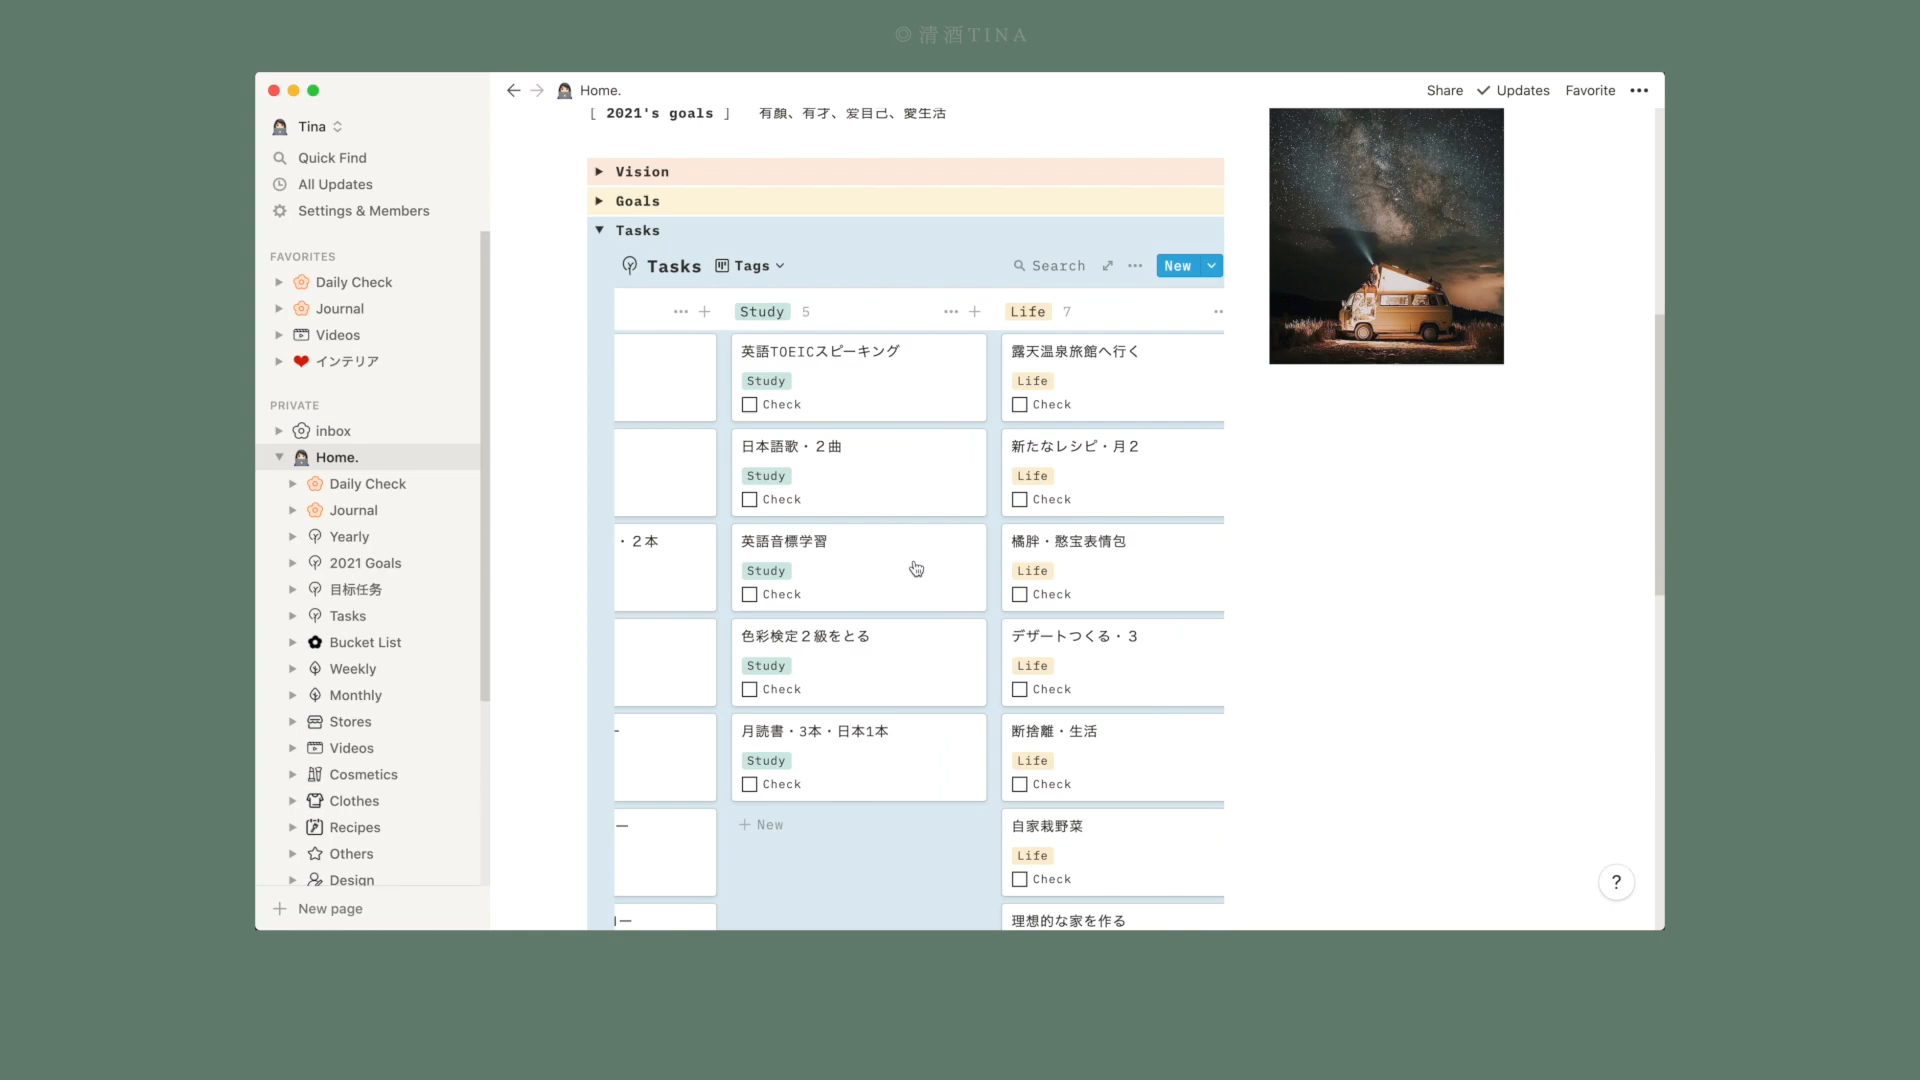 ◎清酒TINA
Home.
Share
Updates
Favorite
Tina
Quick Find
All Updates
Settings & Members
FAVORITES
Daily Check
Journal
Videos
インテリア
PRIVATE
inbox
Home.
Daily Check
Journal
Yearly
2021 Goals
目标任务
Tasks
Bucket List
Weekly
Monthly
Stores
Videos
Cosmetics
Clothes
Recipes
Others
Design
New page
[ 2021's goals ] 有顏、有才、爱自己、愛生活
Vision
Goals
Tasks
Tasks
Tags
Search
New
・２本
Study 5
英語TOEICスピーキング
Study
Check
日本語歌・２曲
Study
Check
英語音標学習
Study
Check
色彩検定２級をとる
Study
Check
月読書・3本・日本1本
Study
Check
New
Life 7
露天温泉旅館へ行く
Life
Check
新たなレシピ・月２
Life
Check
橘胖・憨宝表情包
Life
Check
デザートつくる・３
Life
Check
断捨離・生活
Life
Check
自家栽野菜
Life
Check
理想的な家を作る
?